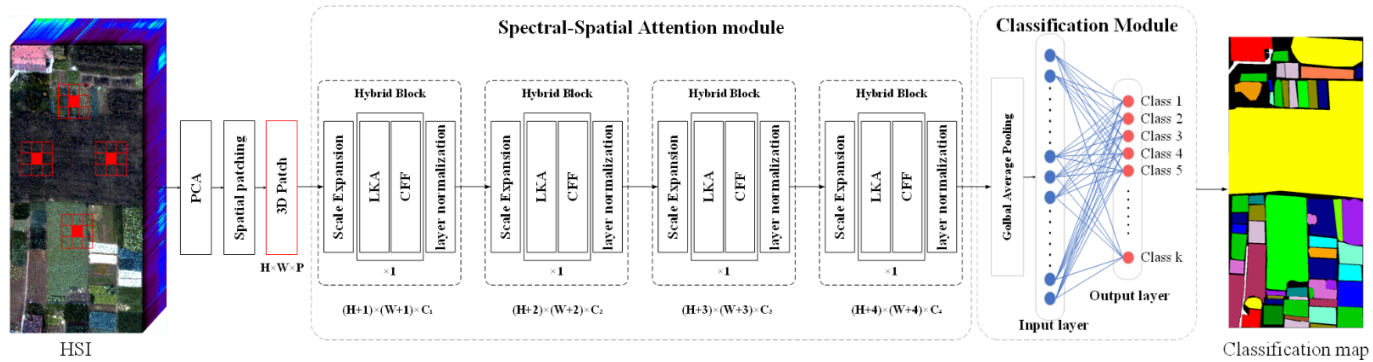 Spectral-Spatial Attention module
Classification Module
HSI
PCA
Spatial patching
3D Patch
H×W×P
Hybrid Block
Scale Expansion
LKA
CFF
layer normalization
×1
(H+1)×(W+1)×C₁
Hybrid Block
Scale Expansion
LKA
CFF
layer normalization
×1
(H+2)×(W+2)×C₂
Hybrid Block
Scale Expansion
LKA
CFF
layer normalization
×1
(H+3)×(W+3)×C₃
Hybrid Block
Scale Expansion
LKA
CFF
layer normalization
×1
(H+4)×(W+4)×C₄
Golbal Average Pooling
Input layer
Class 1
Class 2
Class 3
Class 4
Class 5
Class k
Output layer
Classification map